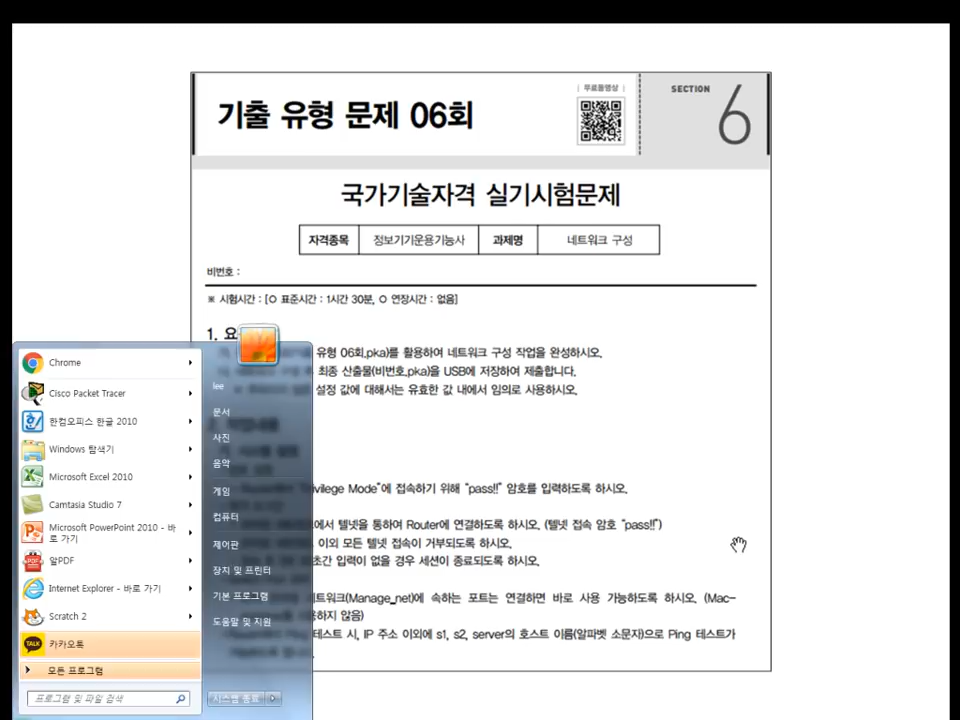 기출 유형 문제 06회
| 무료동영상 |
SECTION
6
국가기술자격 실기시험문제
자격종목 정보기기운용기능사 과제명 네트워크 구성
비번호 :
※ 시험시간 : [○ 표준시간 : 1시간 30분, ○ 연장시간 : 없음]
1. 요
유형 06회.pka)를 활용하여 네트워크 구성 작업을 완성하시오.
최종 산출물(비번호.pka)을 USB에 저장하여 제출합니다.
설정 값에 대해서는 유효한 값 내에서 임의로 사용하시오.
ivilege Mode"에 접속하기 위해 "pass!!" 암호를 입력하도록 하시오.
에서 텔넷을 통하여 Router에 연결하도록 하시오. (텔넷 접속 암호 "pass!!")
이외 모든 텔넷 접속이 거부되도록 하시오.
초간 입력이 없을 경우 세션이 종료되도록 하시오.
트워크(Manage_net)에 속하는 포트는 연결하면 바로 사용 가능하도록 하시오. (Mac-
하지 않음)
테스트 시, IP 주소 이외에 s1, s2, server의 호스트 이름(알파벳 소문자)으로 Ping 테스트가
Chrome
Cisco Packet Tracer
한컴오피스 한글 2010
Windows 탐색기
Microsoft Excel 2010
Camtasia Studio 7
Microsoft PowerPoint 2010 - 바
로 가기
알PDF
Internet Explorer - 바로 가기
Scratch 2
TALK
카카오톡
모든 프로그램
프로그램 및 파일 검색
lee
문서
사진
음악
게임
컴퓨터
제어판
장치 및 프린터
기본 프로그램
도움말 및 지원
시스템 종료